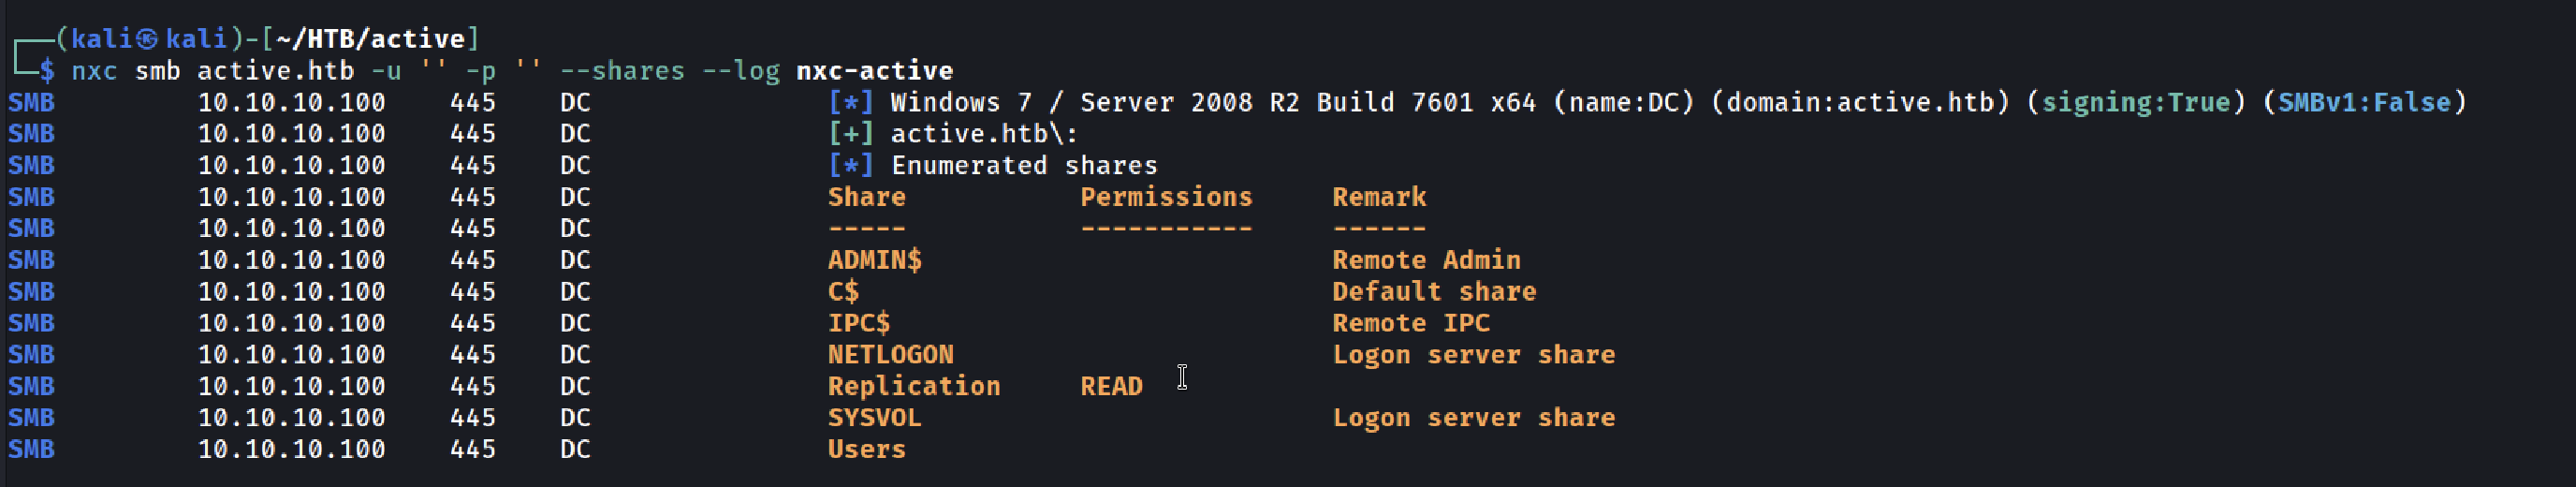 (kali㉿kali)-[~/HTB/active]
$ nxc smb active.htb -u '' -p '' --shares --log nxc-active
SMB 10.10.10.100 445 DC [*] Windows 7 / Server 2008 R2 Build 7601 x64 (name:DC) (domain:active.htb) (signing:True) (SMBv1:False)
SMB 10.10.10.100 445 DC [+] active.htb\:
SMB 10.10.10.100 445 DC [*] Enumerated shares
SMB 10.10.10.100 445 DC Share Permissions Remark
SMB 10.10.10.100 445 DC ----- ----------- ------
SMB 10.10.10.100 445 DC ADMIN$ Remote Admin
SMB 10.10.10.100 445 DC C$ Default share
SMB 10.10.10.100 445 DC IPC$ Remote IPC
SMB 10.10.10.100 445 DC NETLOGON Logon server share
SMB 10.10.10.100 445 DC Replication READ
SMB 10.10.10.100 445 DC SYSVOL Logon server share
SMB 10.10.10.100 445 DC Users